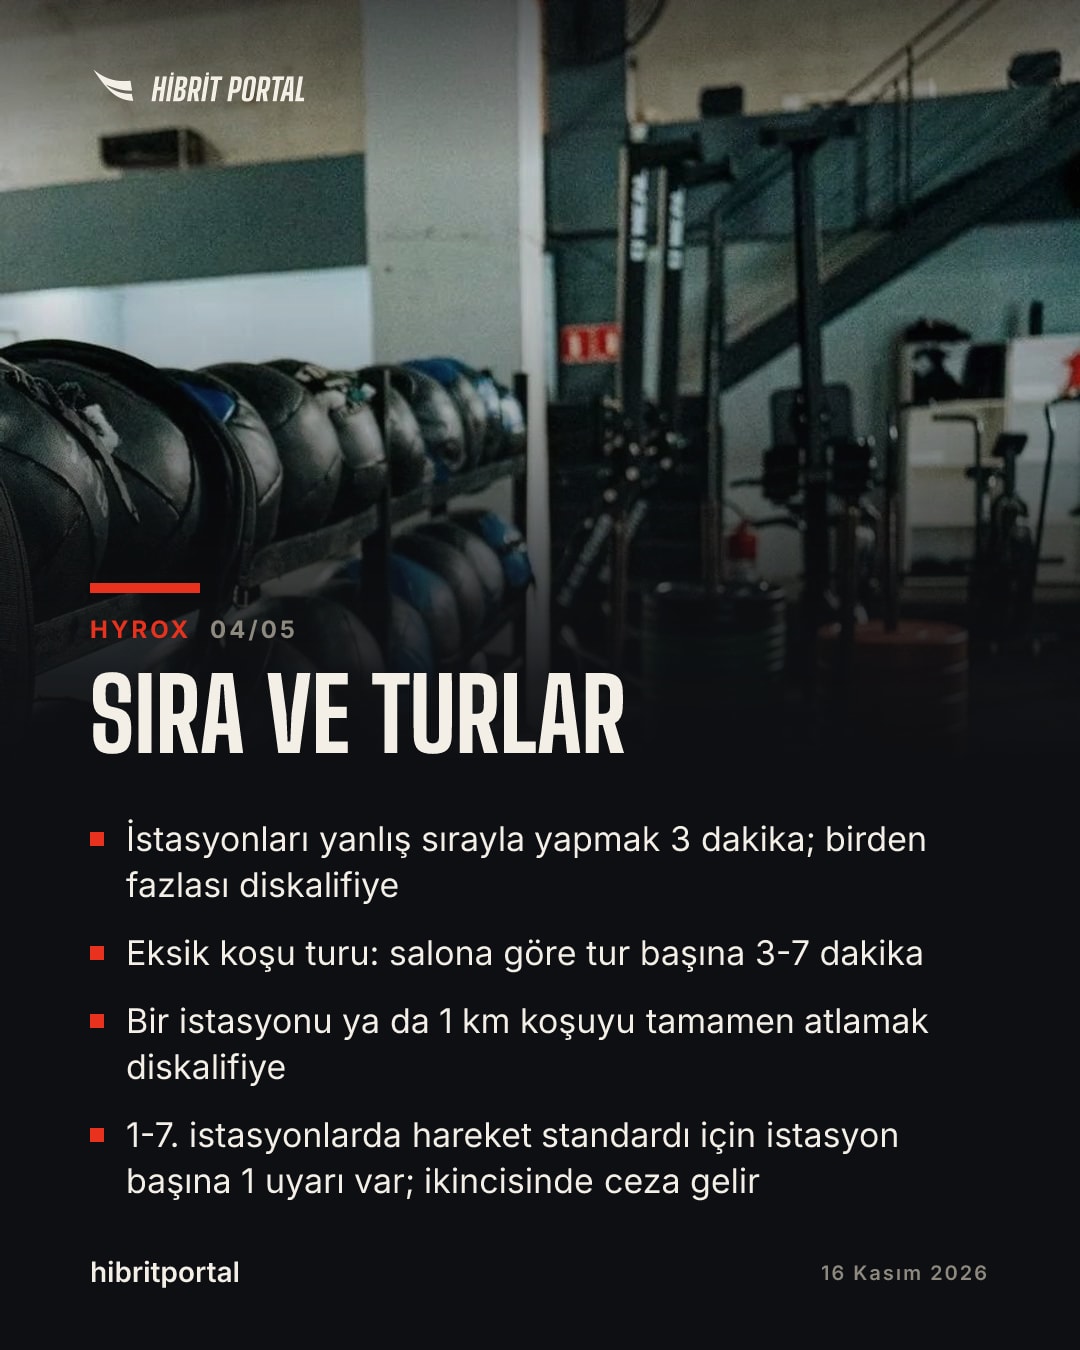 HİBRİT PORTAL
HYROX 04/05
SIRA VE TURLAR
İstasyonları yanlış sırayla yapmak 3 dakika; birden
fazlası diskalifiye
Eksik koşu turu: salona göre tur başına 3-7 dakika
Bir istasyonu ya da 1 km koşuyu tamamen atlamak
diskalifiye
1-7. istasyonlarda hareket standardı için istasyon
başına 1 uyarı var; ikincisinde ceza gelir
hibritportal
16 Kasım 2026